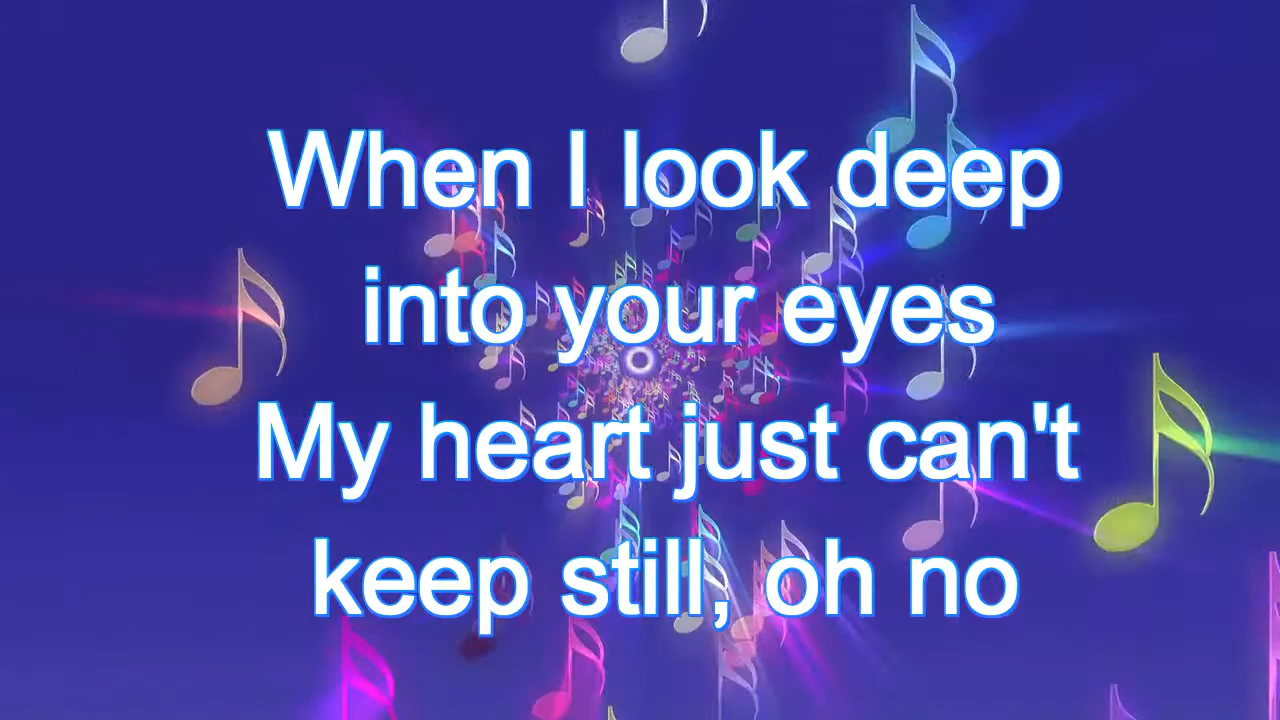 When I look deep
into your eyes
My heart just can't
keep still, oh no